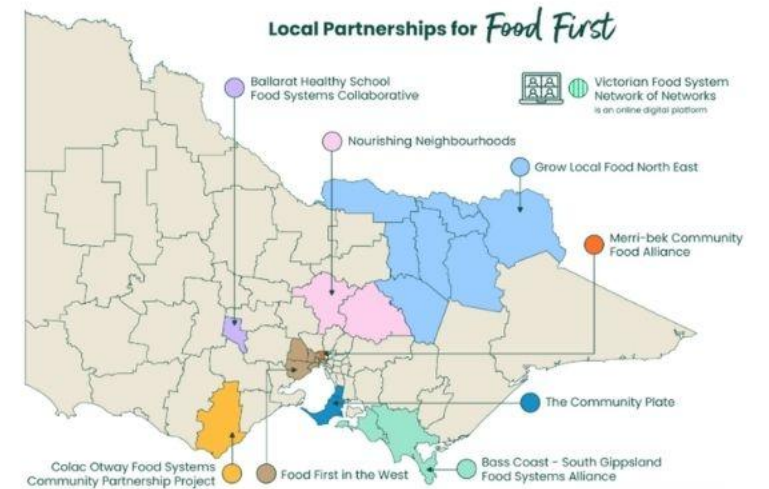 Local Partnerships for Food First
Ballarat Healthy School
Food Systems Collaborative
Victorian Food System
Network of Networks
is an online digital platform
Nourishing Neighbourhoods
Grow Local Food North East
Merri-bek Community
Food Alliance
The Community Plate
Bass Coast - South Gippsland
Food Systems Alliance
Colac Otway Food Systems
Community Partnership Project
Food First in the West